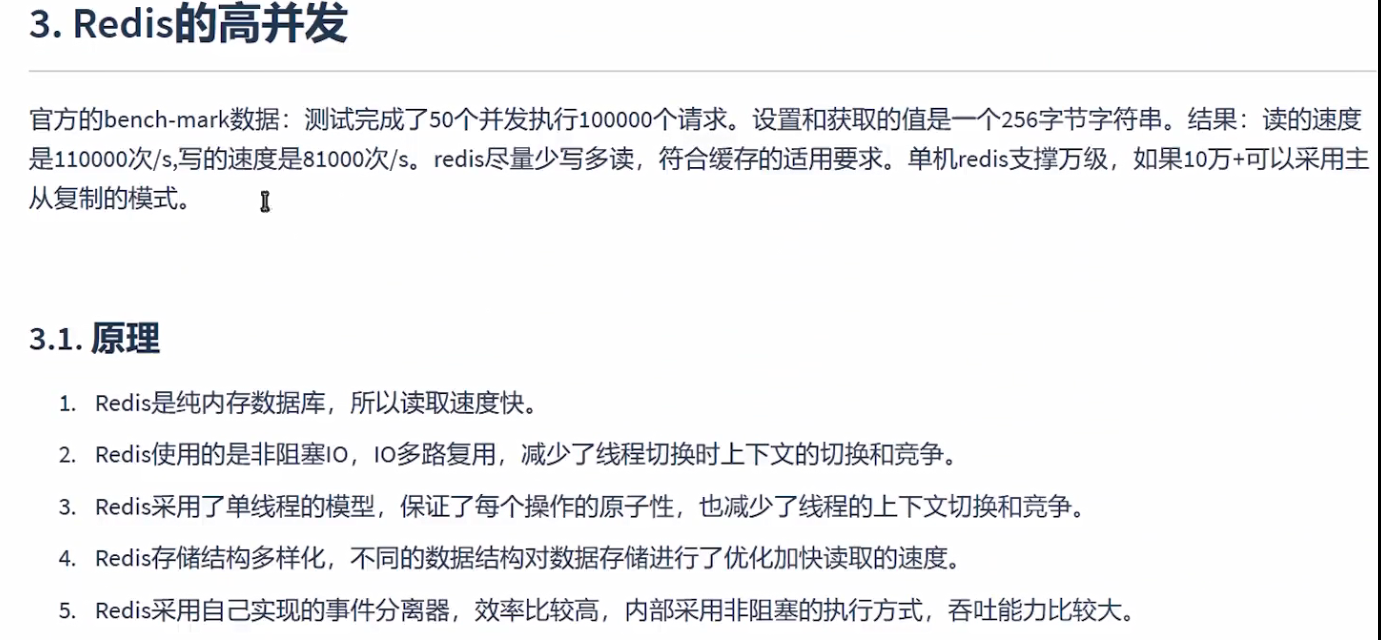 3. Redis的高并发
官方的bench-mark数据：测试完成了50个并发执行100000个请求。设置和获取的值是一个256字节字符串。结果：读的速度
是110000次/s,写的速度是81000次/s。redis尽量少写多读，符合缓存的适用要求。单机redis支撑万级，如果10万+可以采用主
从复制的模式。
3.1. 原理
1. Redis是纯内存数据库，所以读取速度快。
2. Redis使用的是非阻塞IO，IO多路复用，减少了线程切换时上下文的切换和竞争。
3. Redis采用了单线程的模型，保证了每个操作的原子性，也减少了线程的上下文切换和竞争。
4. Redis存储结构多样化，不同的数据结构对数据存储进行了优化加快读取的速度。
5. Redis采用自己实现的事件分离器，效率比较高，内部采用非阻塞的执行方式，吞吐能力比较大。